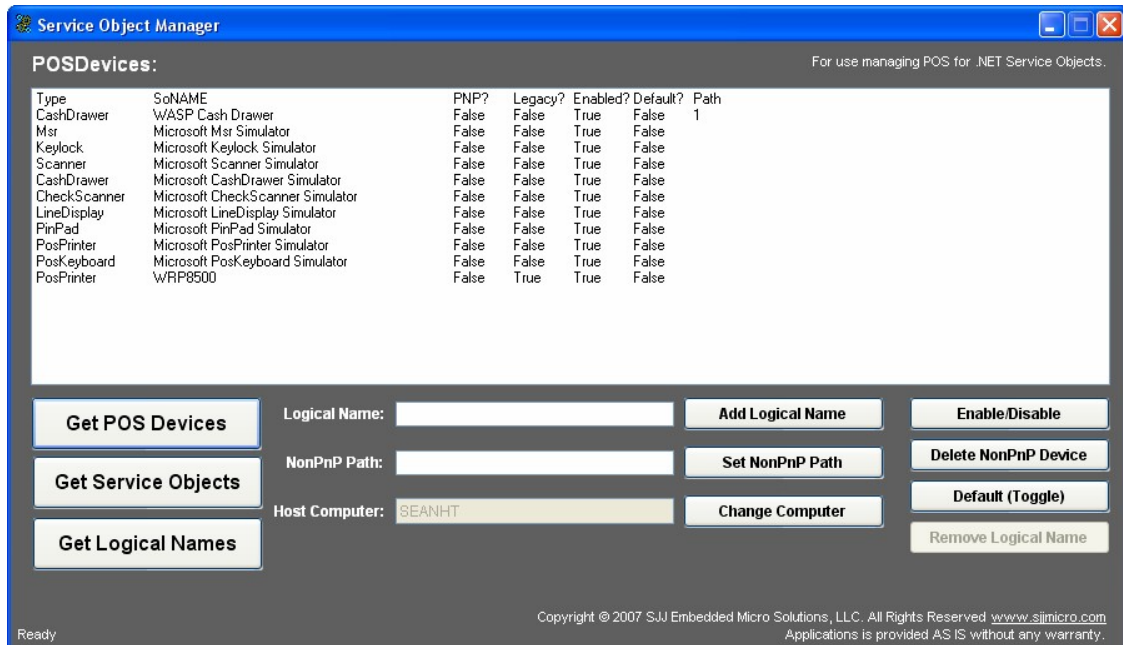 Service Object Manager
POSDevices: For use managing POS for .NET Service Objects.
Type SoNAME PNP? Legacy? Enabled? Default? Path
CashDrawer WASP Cash Drawer False False True False 1
Msr Microsoft Msr Simulator False False True False
Keylock Microsoft Keylock Simulator False False True False
Scanner Microsoft Scanner Simulator False False True False
CashDrawer Microsoft CashDrawer Simulator False False True False
CheckScanner Microsoft CheckScanner Simulator False False True False
LineDisplay Microsoft LineDisplay Simulator False False True False
PinPad Microsoft PinPad Simulator False False True False
PosPrinter Microsoft PosPrinter Simulator False False True False
PosKeyboard Microsoft PosKeyboard Simulator False False True False
PosPrinter WRP8500 False True True False
Get POS Devices
Get Service Objects
Get Logical Names
Logical Name: Add Logical Name
NonPnP Path: Set NonPnP Path
Host Computer: SEANHT Change Computer
Enable/Disable
Delete NonPnP Device
Default (Toggle)
Remove Logical Name
Copyright © 2007 SJJ Embedded Micro Solutions, LLC. All Rights Reserved www.sjjmicro.com
Ready Applications is provided AS IS without any warranty.